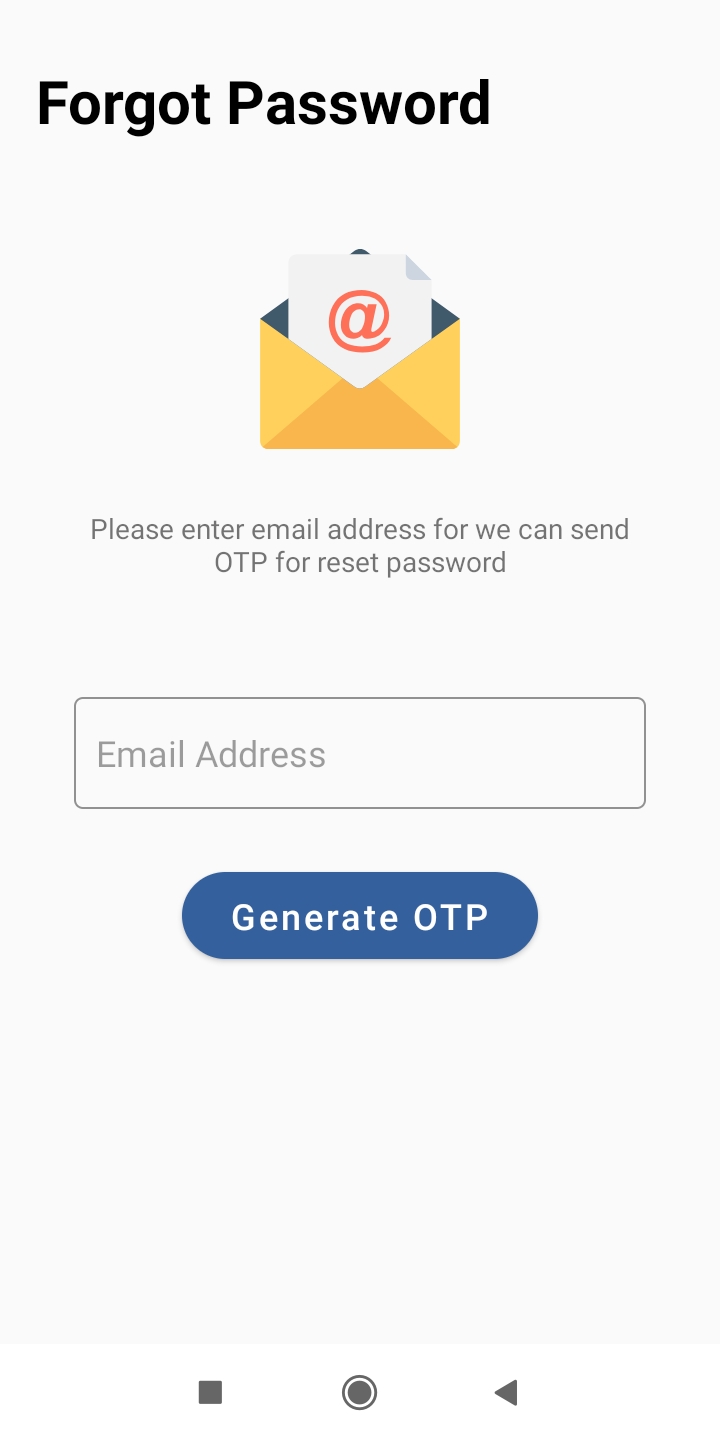 Forgot Password
@
Please enter email address for we can send
OTP for reset password
Email Address
Generate OTP